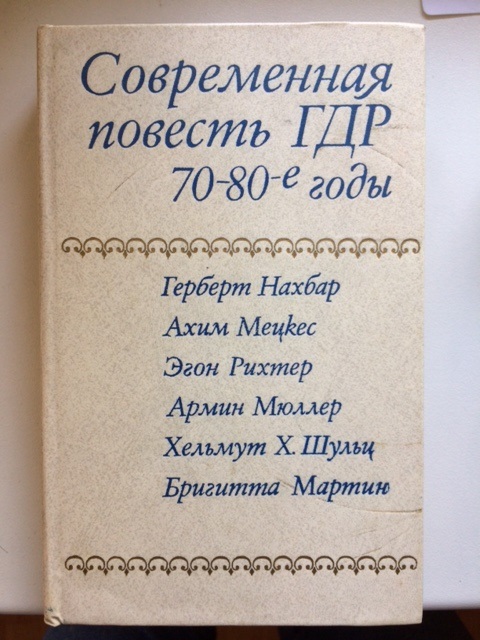 Современная
повесть ГДР
70-80-е годы
Герберт Нахбар
Ахим Мецкес
Эгон Рихтер
Армин Мюллер
Хельмут Х. Шульц
Бригитта Мартин